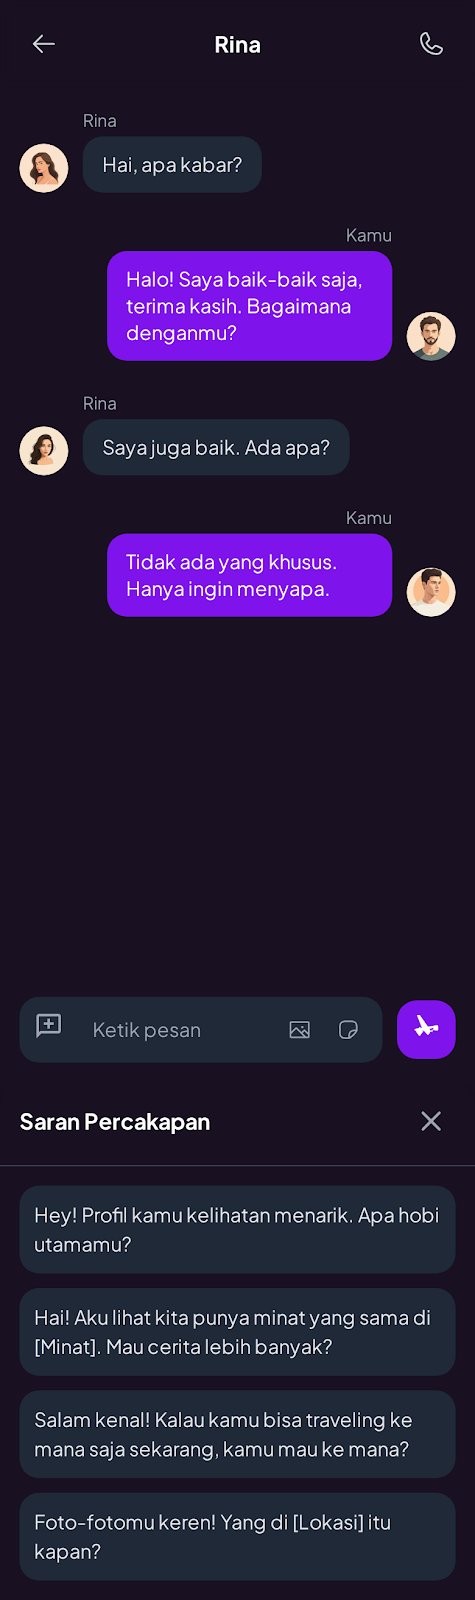 Rina
Rina
Hai, apa kabar?
Kamu
Halo! Saya baik-baik saja,
terima kasih. Bagaimana
denganmu?
Rina
Saya juga baik. Ada apa?
Kamu
Tidak ada yang khusus.
Hanya ingin menyapa.
Ketik pesan
Saran Percakapan
Hey! Profil kamu kelihatan menarik. Apa hobi
utamamu?
Hai! Aku lihat kita punya minat yang sama di
[Minat]. Mau cerita lebih banyak?
Salam kenal! Kalau kamu bisa traveling ke
mana saja sekarang, kamu mau ke mana?
Foto-fotomu keren! Yang di [Lokasi] itu
kapan?